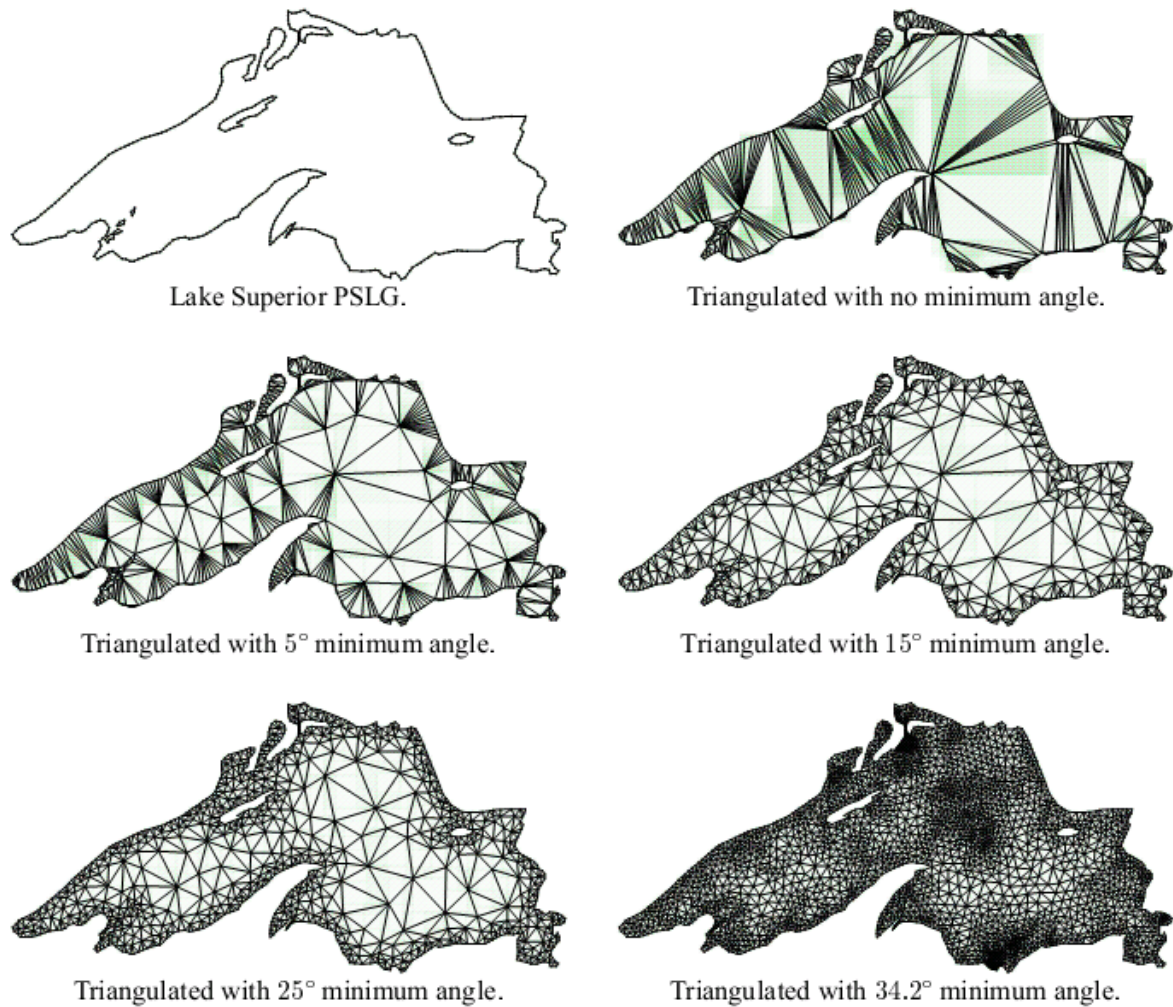 Lake Superior PSLG.
Triangulated with no minimum angle.
Triangulated with 5° minimum angle.
Triangulated with 15° minimum angle.
Triangulated with 25° minimum angle.
Triangulated with 34.2° minimum angle.